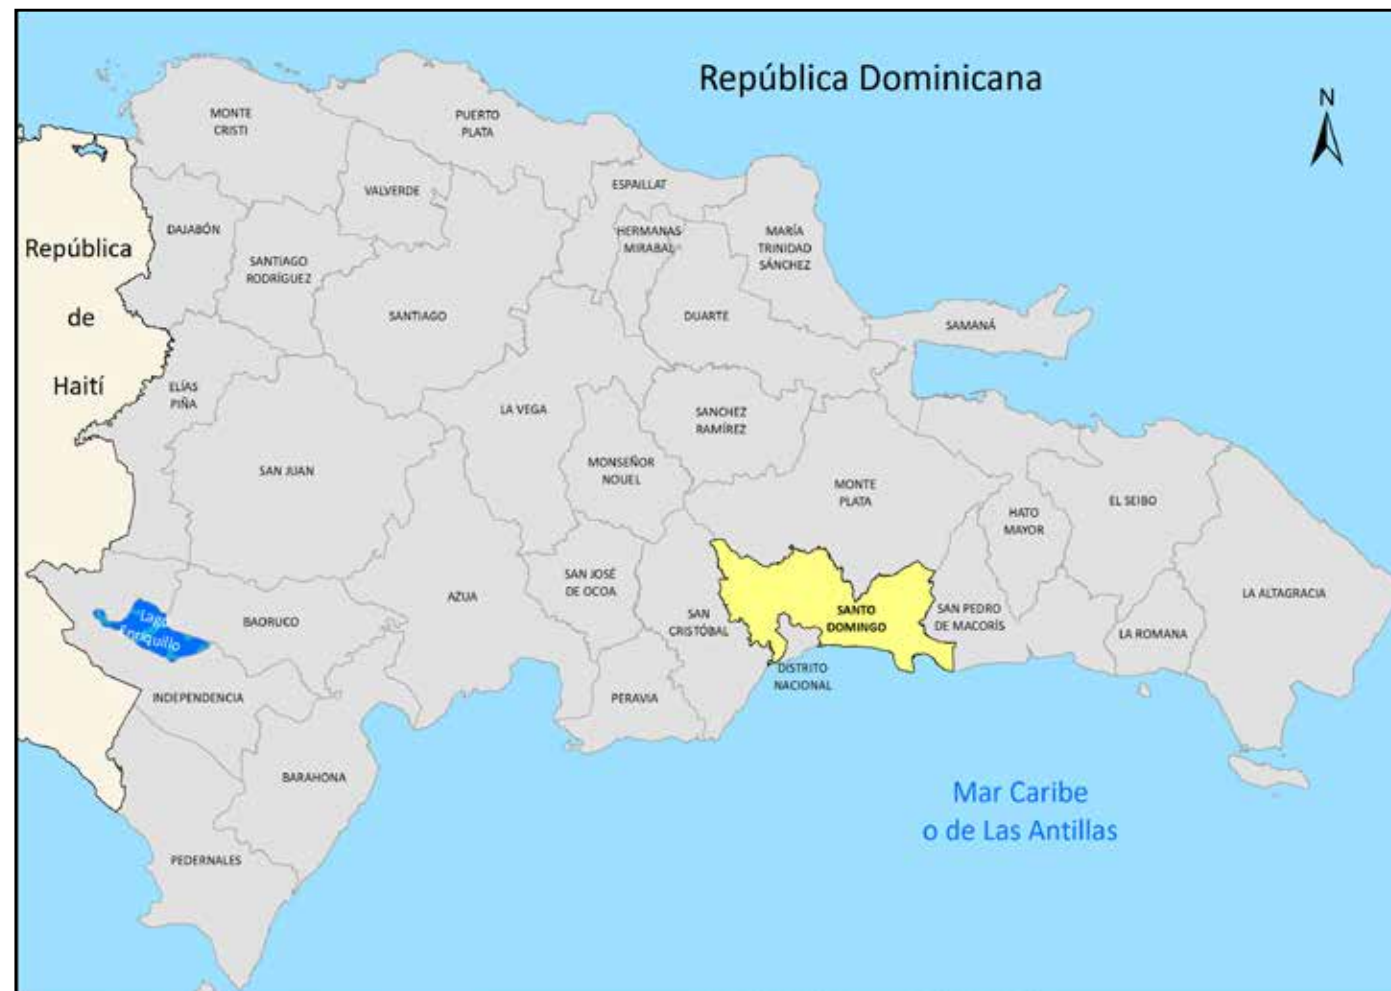 República Dominicana
N
MONTE
CRISTI
PUERTO
PLATA
VALVERDE
ESPAILLAT
DAJABÓN
HERMANAS
MIRABAL
MARÍA
TRINIDAD
SÁNCHEZ
República
de
Haití
SANTIAGO
RODRÍGUEZ
SANTIAGO
DUARTE
SAMANÁ
ELÍAS
PIÑA
LA VEGA
SANCHEZ
RAMÍREZ
SAN JUAN
MONSEÑOR
NOUEL
MONTE
PLATA
HATO
MAYOR
EL SEIBO
SAN JOSÉ
DE OCOA
AZUA
LA ALTAGRACIA
Lago
Enriquillo
BAORUCO
SAN
CRISTÓBAL
SANTO
DOMINGO
SAN PEDRO
DE MACORÍS
LA ROMANA
DISTRITO
NACIONAL
INDEPENDENCIA
PERAVIA
BARAHONA
Mar Caribe
o de Las Antillas
PEDERNALES